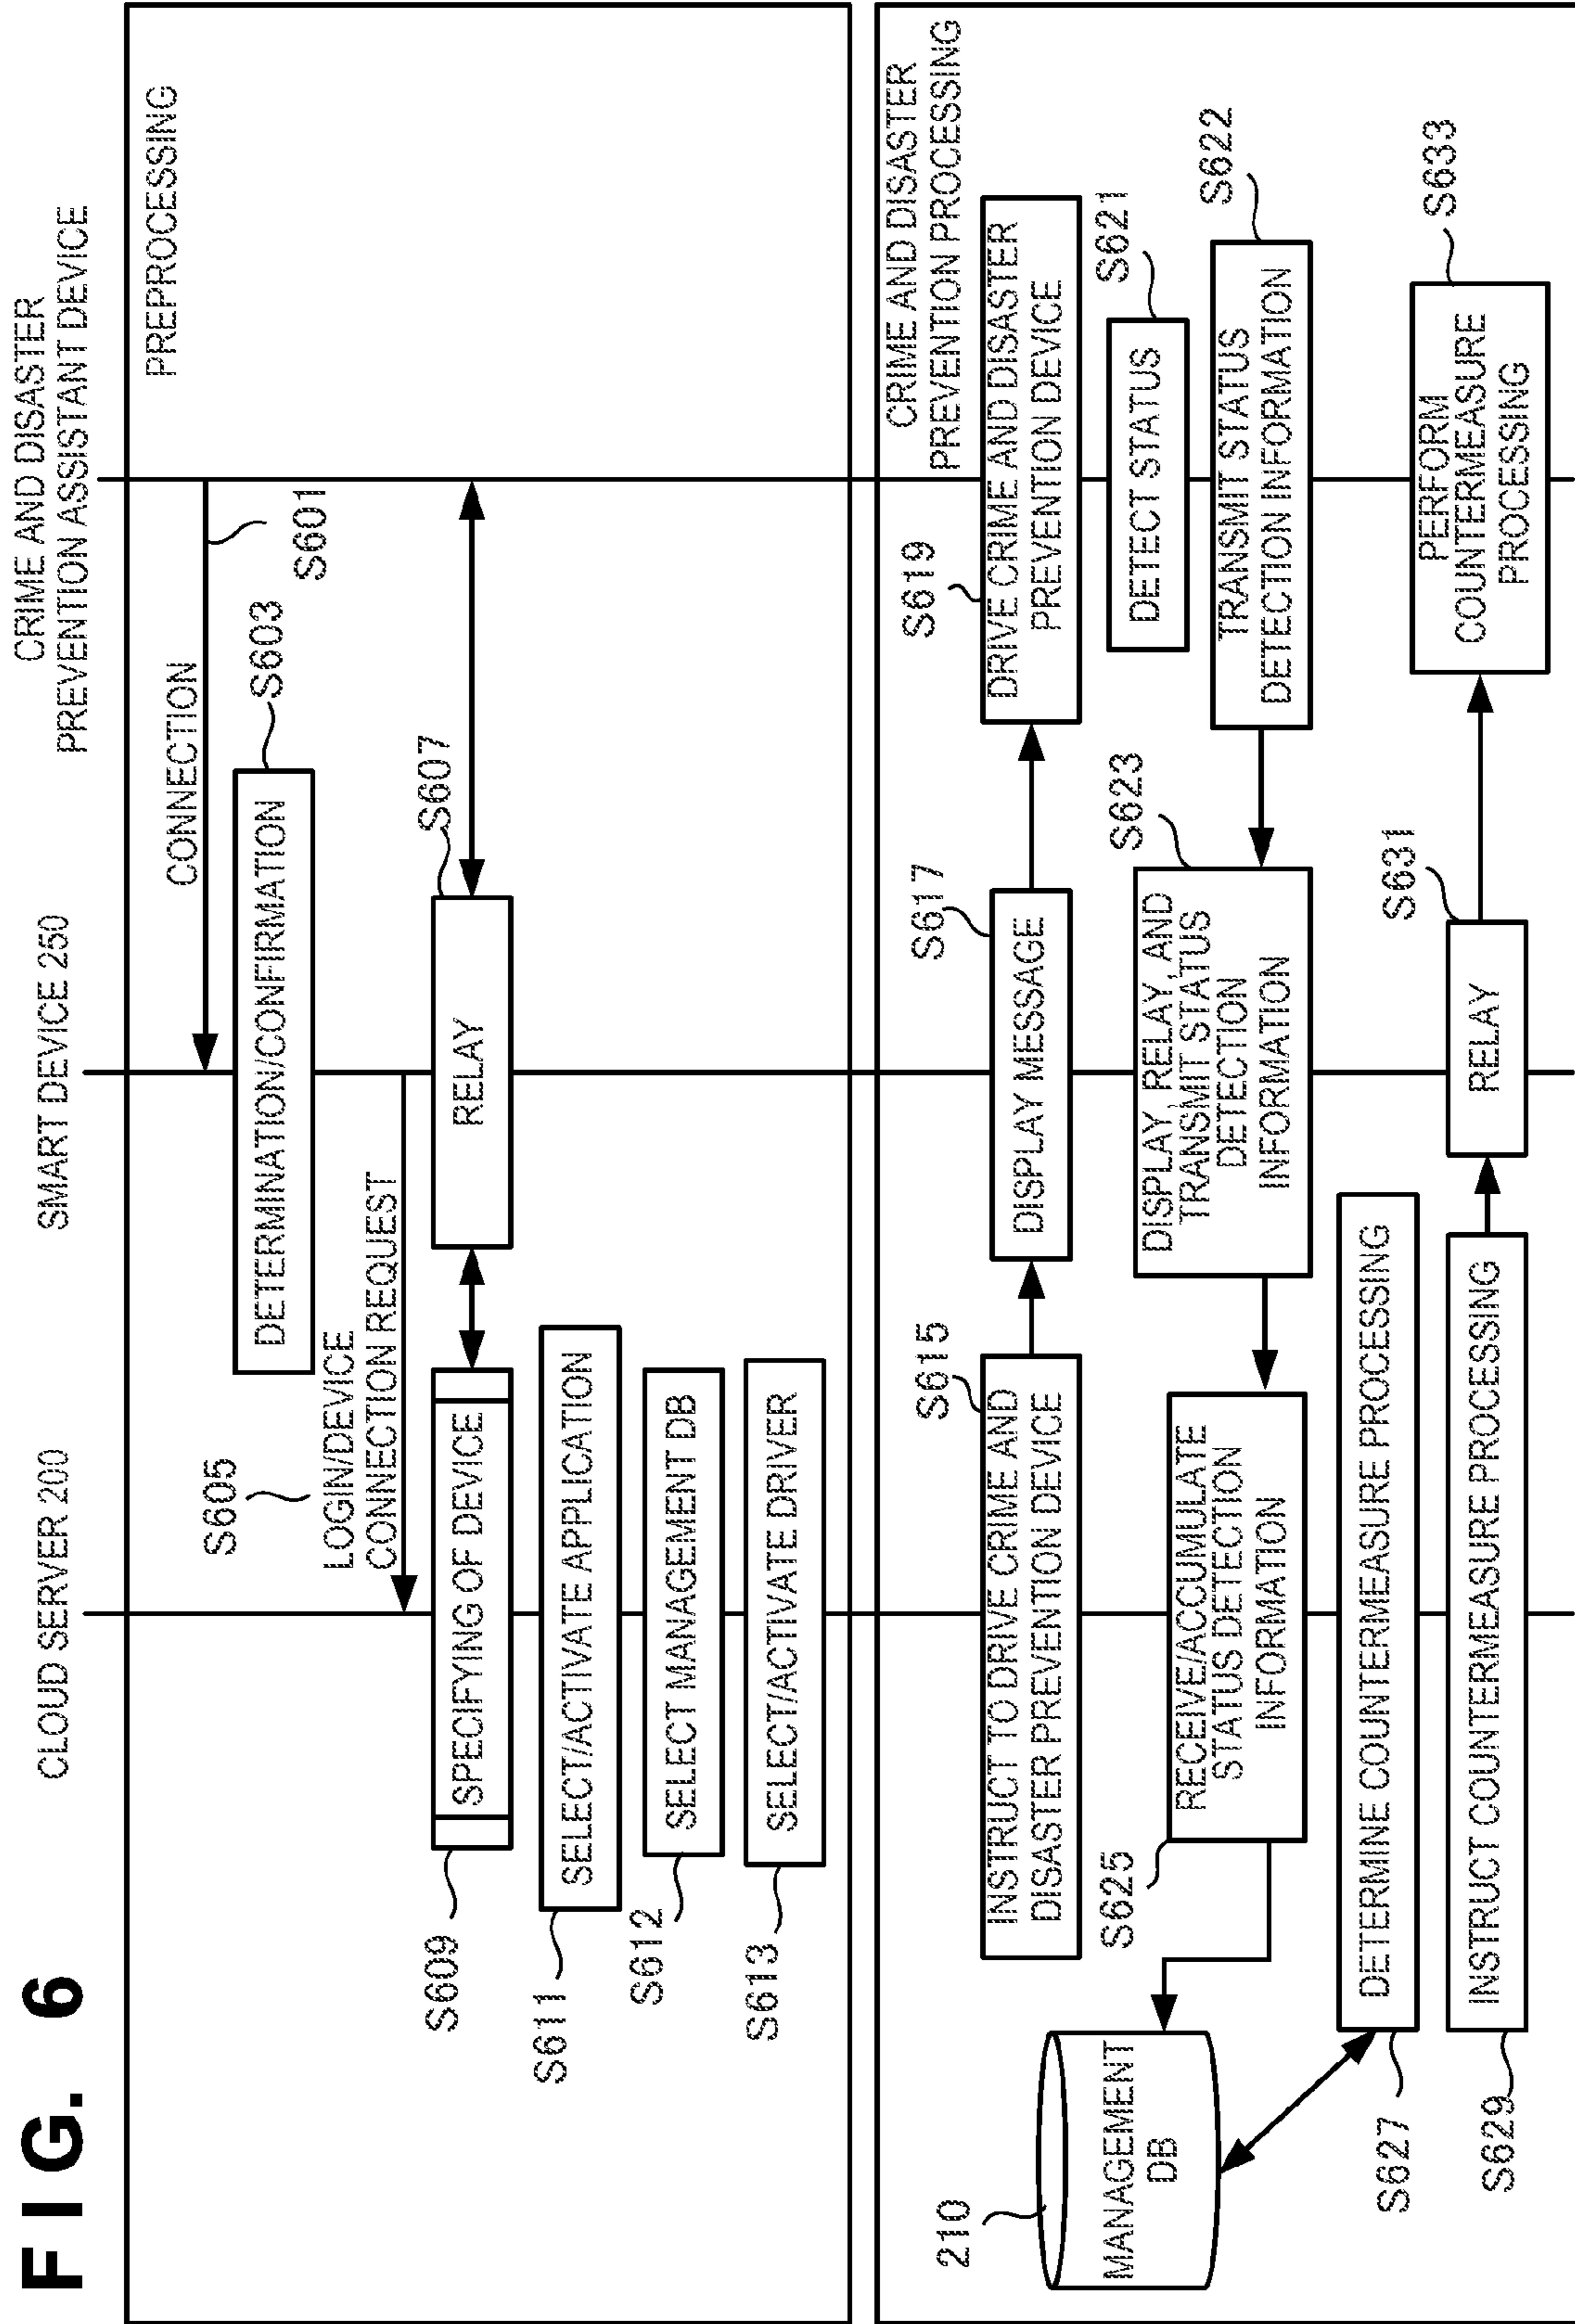 FIG. 6
CLOUD SERVER 200
SMART DEVICE 250
CRIME AND DISASTER
PREVENTION ASSISTANT DEVICE
PREPROCESSING
CONNECTION
S601
S603
DETERMINATION/CONFIRMATION
S605
LOGIN/DEVICE
CONNECTION REQUEST
S607
RELAY
S609
SPECIFYING OF DEVICE
S611
SELECT/ACTIVATE APPLICATION
S612
SELECT MANAGEMENT DB
S613
SELECT/ACTIVATE DRIVER
CRIME AND DISASTER
PREVENTION PROCESSING
S615
INSTRUCT TO DRIVE CRIME AND
DISASTER PREVENTION DEVICE
S617
DISPLAY MESSAGE
S619
DRIVE CRIME AND DISASTER
PREVENTION DEVICE
S621
DETECT STATUS
S622
TRANSMIT STATUS
DETECTION INFORMATION
S623
DISPLAY, RELAY, AND
TRANSMIT STATUS
DETECTION
INFORMATION
S625
RECEIVE/ACCUMULATE
STATUS DETECTION
INFORMATION
210
MANAGEMENT
DB
S627
DETERMINE COUNTERMEASURE PROCESSING
S629
INSTRUCT COUNTERMEASURE PROCESSING
S631
RELAY
S633
PERFORM
COUNTERMEASURE
PROCESSING